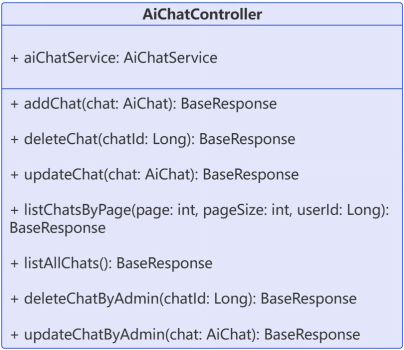 AiChatController
+ aiChatService: AiChatService
+ addChat(chat: AiChat): BaseResponse
+ deleteChat(chatId: Long): BaseResponse
+ updateChat(chat: AiChat): BaseResponse
+ listChatsByPage(page: int, pageSize: int, userId: Long):
BaseResponse
+ listAllChats(): BaseResponse
+ deleteChatByAdmin(chatId: Long): BaseResponse
+ updateChatByAdmin(chat: AiChat): BaseResponse